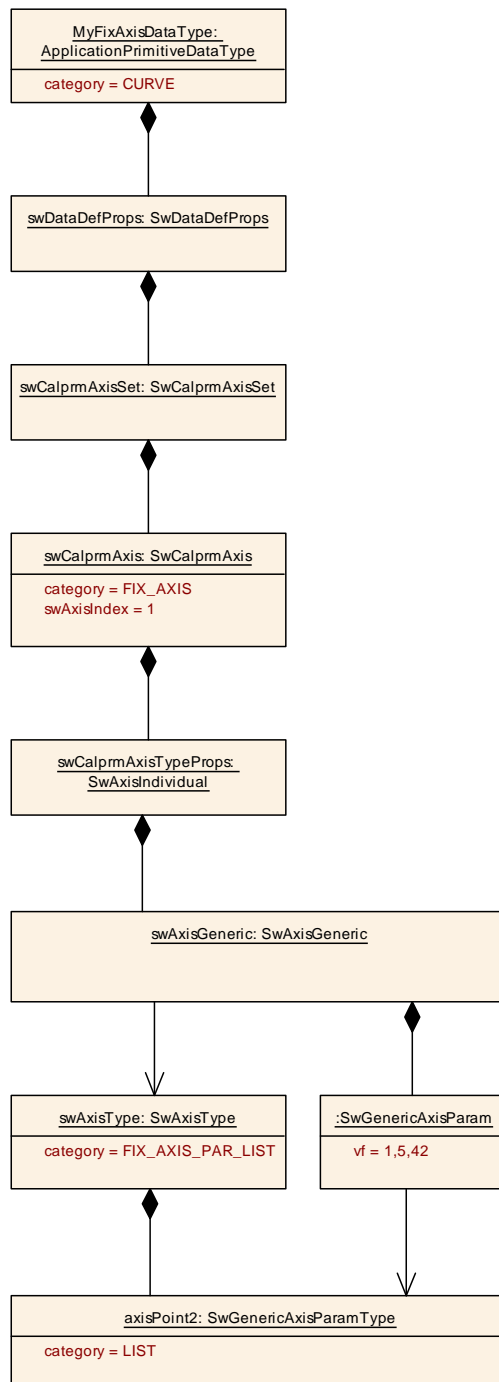 MyFixAxisDataType:
ApplicationPrimitiveDataType
category = CURVE
swDataDefProps: SwDataDefProps
swCalprmAxisSet: SwCalprmAxisSet
swCalprmAxis: SwCalprmAxis
category = FIX_AXIS
swAxisIndex = 1
swCalprmAxisTypeProps:
SwAxisIndividual
swAxisGeneric: SwAxisGeneric
swAxisType: SwAxisType
category = FIX_AXIS_PAR_LIST
:SwGenericAxisParam
vf = 1,5,42
axisPoint2: SwGenericAxisParamType
category = LIST